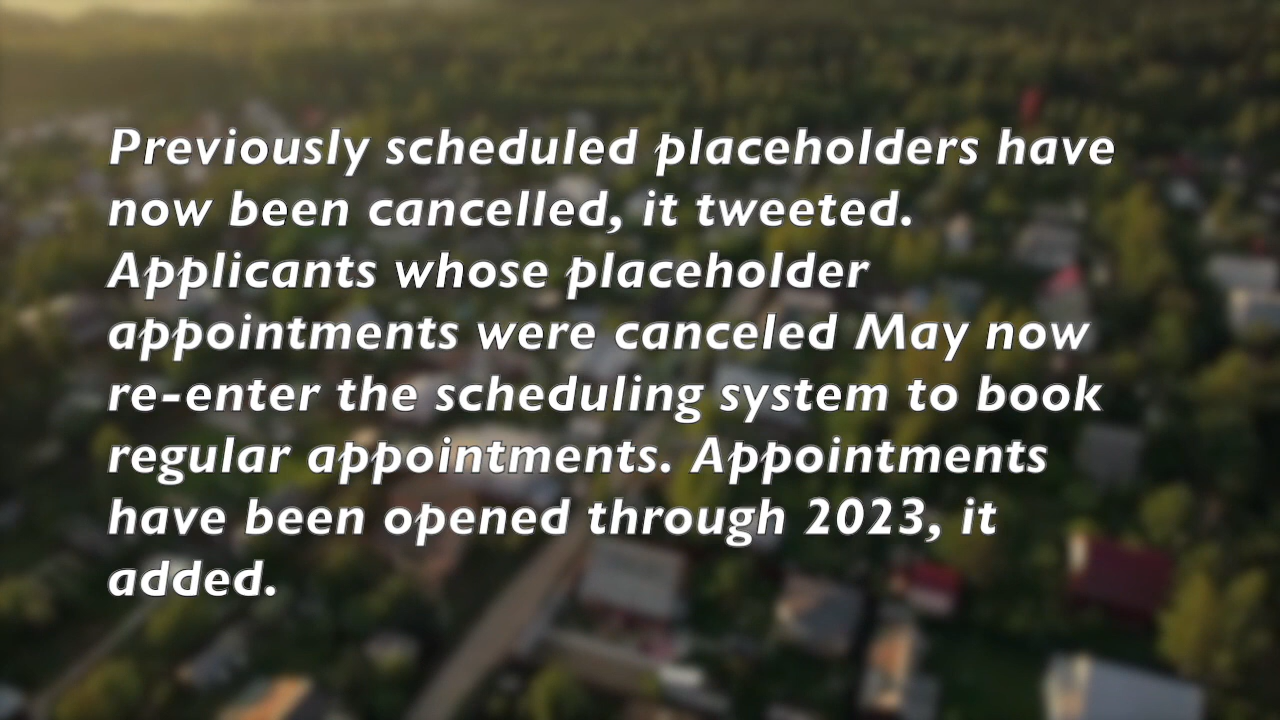 Previously scheduled placeholders have
now been cancelled, it tweeted.
Applicants whose placeholder
appointments were canceled May now
re-enter the scheduling system to book
regular appointments. Appointments
have been opened through 2023, it
added.